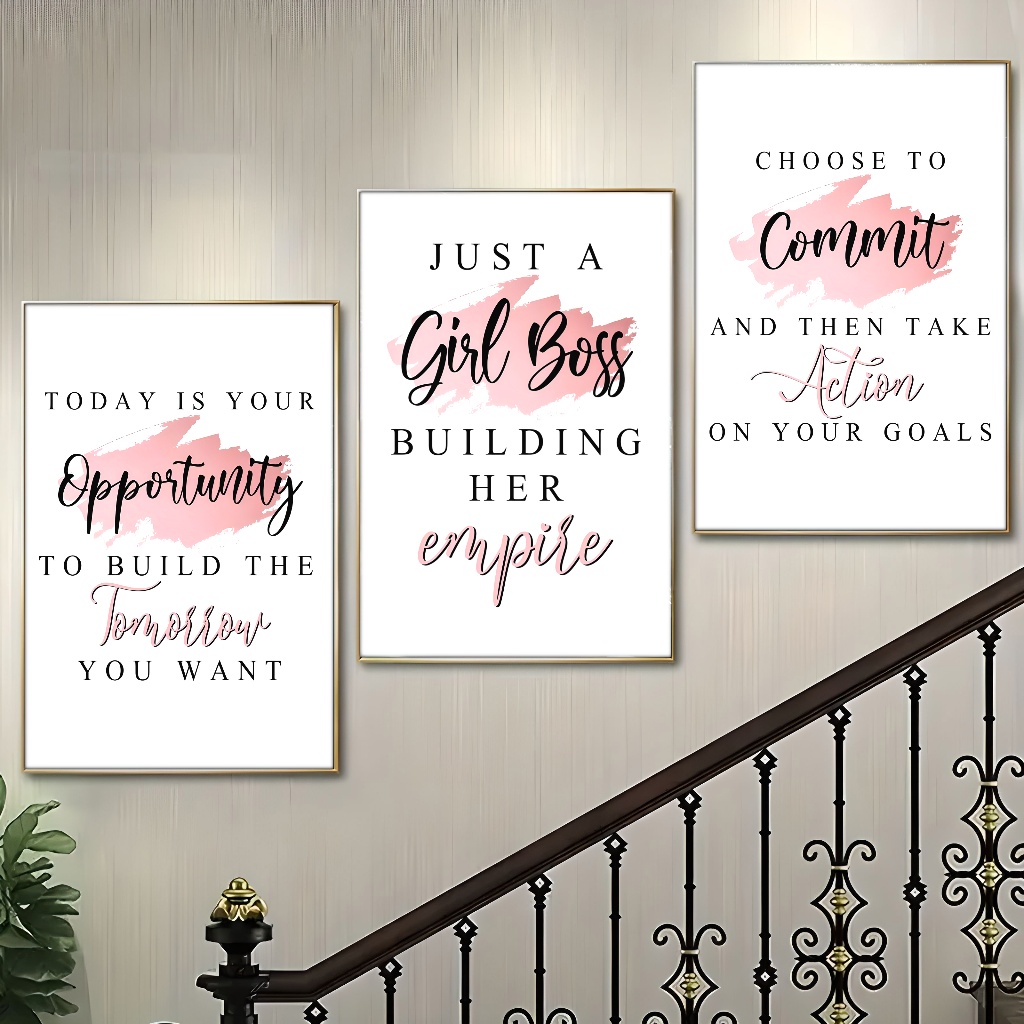 TODAY IS YOUR
Opportunity
TO BUILD THE
Tomorrow
YOU WANT
JUST A
Girl Boss
BUILDING
HER
empire
CHOOSE TO
Commit
AND THEN TAKE
Action
ON YOUR GOALS